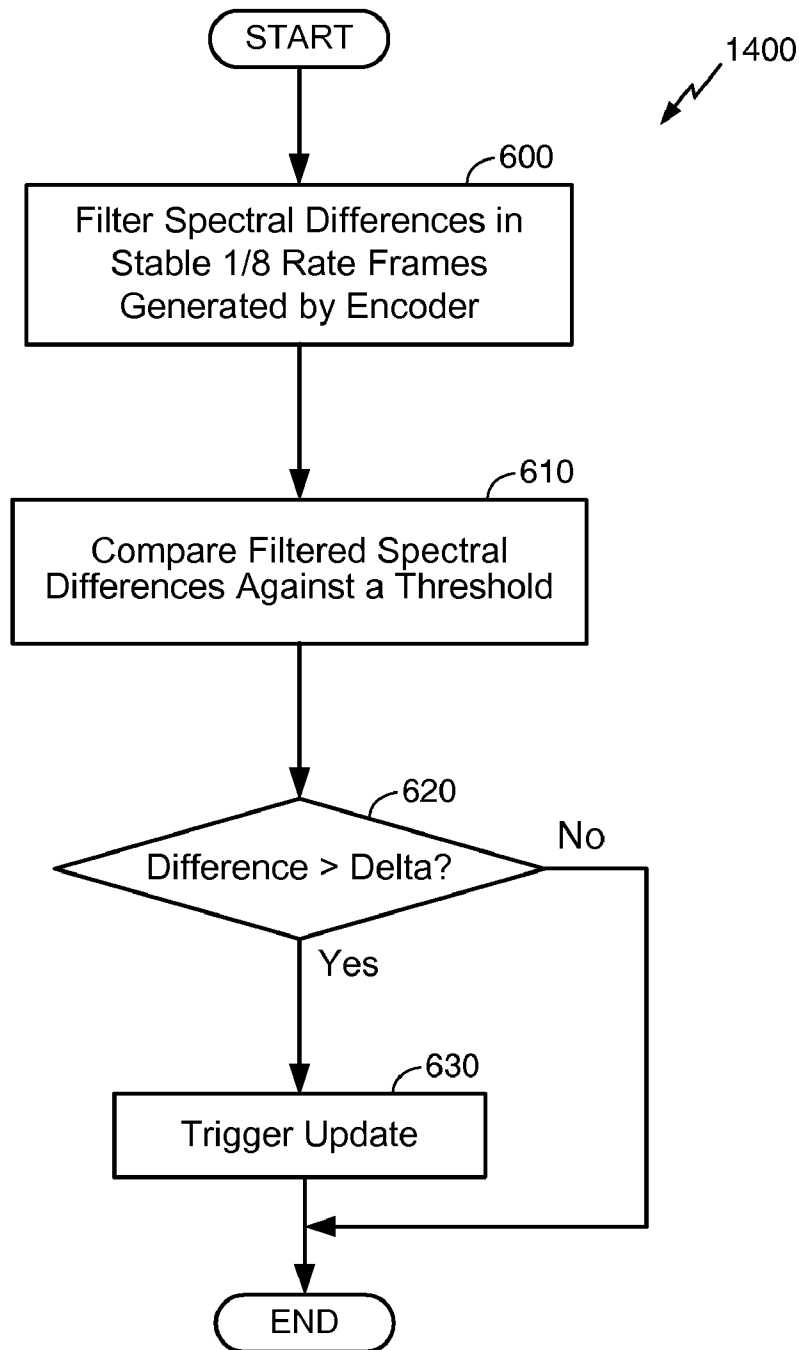 START
1400
600
Filter Spectral Differences in
Stable 1/8 Rate Frames
Generated by Encoder
610
Compare Filtered Spectral
Differences Against a Threshold
620
Difference > Delta?
No
Yes
630
Trigger Update
END